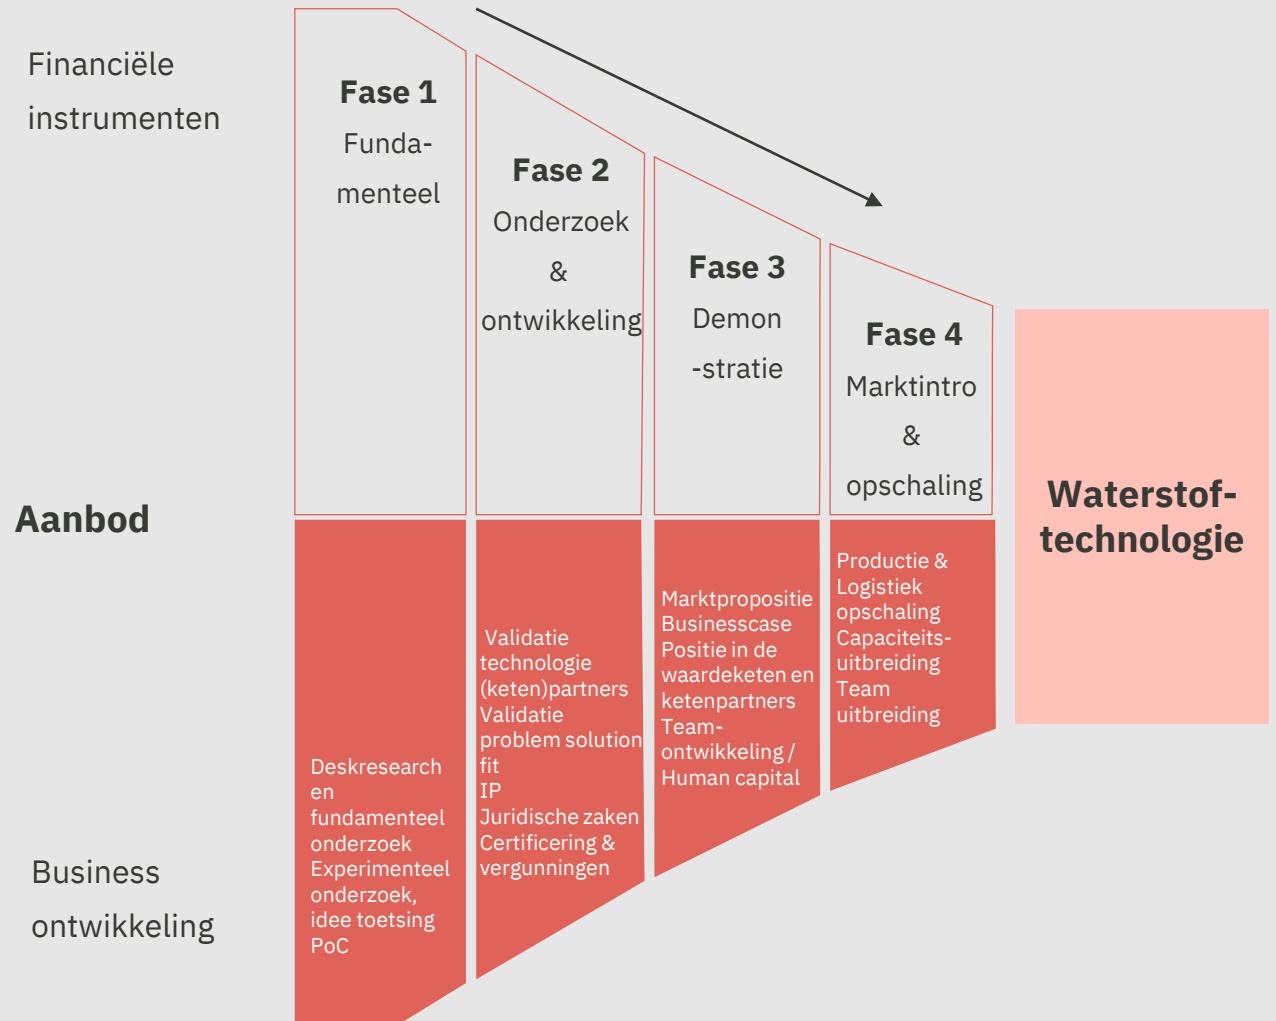 Financiële
instrumenten
Fase 1
Funda-
menteel
Fase 2
Onderzoek
&
ontwikkeling
Fase 3
Demon
-stratie
Fase 4
Marktintro
&
opschaling
Aanbod
Waterstof-
technologie
Deskresearch
en
fundamenteel
onderzoek
Experimenteel
onderzoek,
idee toetsing
PoC
Validatie
technologie
(keten)partners
Validatie
problem solution
fit
IP
Juridische zaken
Certificering &
vergunningen
Marktpropositie
Businesscase
Positie in de
waardeketen en
ketenpartners
Team-
ontwikkeling /
Human capital
Productie &
Logistiek
opschaling
Capaciteits-
uitbreiding
Team
uitbreiding
Business
ontwikkeling